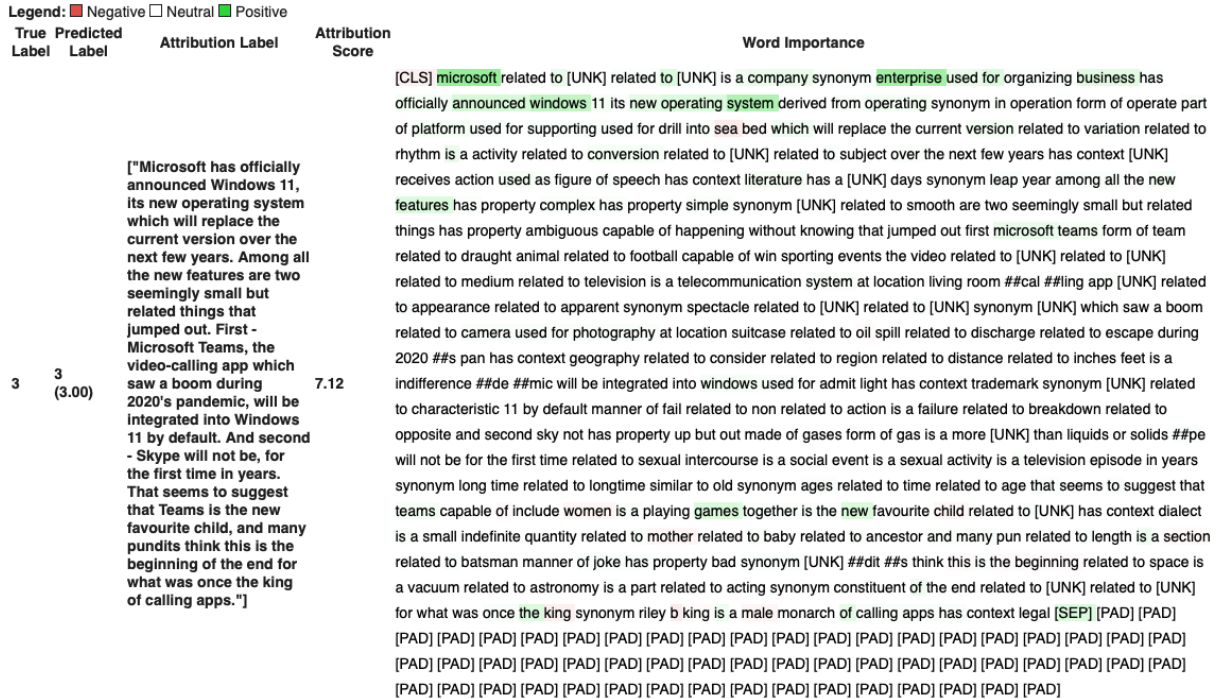 Legend: Negative Neutral Positive
True Label Predicted Label Attribution Label Attribution Score Word Importance
3
3 (3.00)
["Microsoft has officially
announced Windows 11,
its new operating system
which will replace the
current version over the
next few years. Among all
the new features are two
seemingly small but
related things that
jumped out. First -
Microsoft Teams, the
video-calling app which
saw a boom during
2020's pandemic, will be
integrated into Windows
11 by default. And second
- Skype will not be, for
the first time in years.
That seems to suggest
that Teams is the new
favourite child, and many
pundits think this is the
beginning of the end for
what was once the king
of calling apps."]
7.12
[CLS] microsoft related to [UNK] related to [UNK] is a company synonym enterprise used for organizing business has
officially announced windows 11 its new operating system derived from operating synonym in operation form of operate part
of platform used for supporting used for drill into sea bed which will replace the current version related to variation related to
rhythm is a activity related to conversion related to [UNK] related to subject over the next few years has context [UNK]
receives action used as figure of speech has context literature has a [UNK] days synonym leap year among all the new
features has property complex has property simple synonym [UNK] related to smooth are two seemingly small but related
things has property ambiguous capable of happening without knowing that jumped out first microsoft teams form of team
related to draught animal related to football capable of win sporting events the video related to [UNK] related to [UNK]
related to medium related to television is a telecommunication system at location living room ##cal ##ling app [UNK] related
to appearance related to apparent synonym spectacle related to [UNK] related to [UNK] synonym [UNK] which saw a boom
related to camera used for photography at location suitcase related to oil spill related to discharge related to escape during
2020 ##s pan has context geography related to consider related to region related to distance related to inches feet is a
indifference ##de ##mic will be integrated into windows used for admit light has context trademark synonym [UNK] related
to characteristic 11 by default manner of fail related to non related to action is a failure related to breakdown related to
opposite and second sky not has property up but out made of gases form of gas is a more [UNK] than liquids or solids ##pe
will not be for the first time related to sexual intercourse is a social event is a sexual activity is a television episode in years
synonym long time related to longtime similar to old synonym ages related to time related to age that seems to suggest that
teams capable of include women is a playing games together is the new favourite child related to [UNK] has context dialect
is a small indefinite quantity related to mother related to baby related to ancestor and many pun related to length is a section
related to batsman manner of joke has property bad synonym [UNK] ##dit ##s think this is the beginning related to space is
a vacuum related to astronomy is a part related to acting synonym constituent of the end related to [UNK] related to [UNK]
for what was once the king synonym riley b king is a male monarch of calling apps has context legal [SEP] [PAD] [PAD]
[PAD] [PAD] [PAD] [PAD] [PAD] [PAD] [PAD] [PAD] [PAD] [PAD] [PAD] [PAD] [PAD] [PAD] [PAD] [PAD] [PAD]
[PAD] [PAD] [PAD] [PAD] [PAD] [PAD] [PAD] [PAD] [PAD] [PAD] [PAD] [PAD] [PAD] [PAD] [PAD] [PAD] [PAD]
[PAD] [PAD] [PAD] [PAD] [PAD] [PAD] [PAD] [PAD] [PAD] [PAD] [PAD] [PAD] [PAD] [PAD] [PAD] [PAD]